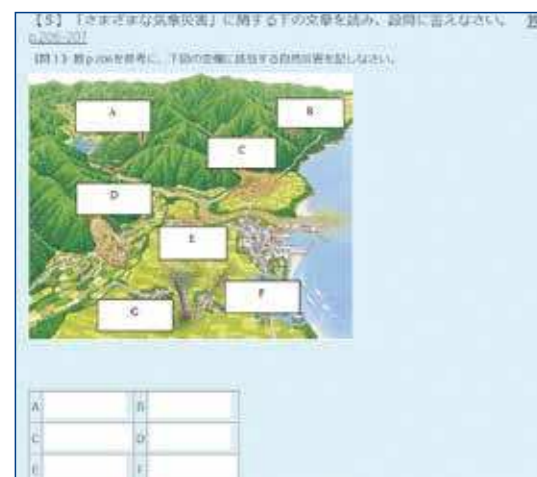 【5】「さまざまな気象災害」に関する下の文章を読み、設問に答えなさい。 教
p.206-207
【問1】教p.206を参考に、下図の空欄に該当する自然災害を記しなさい。
A
B
C
D
E
F
G
A B
C D
E F